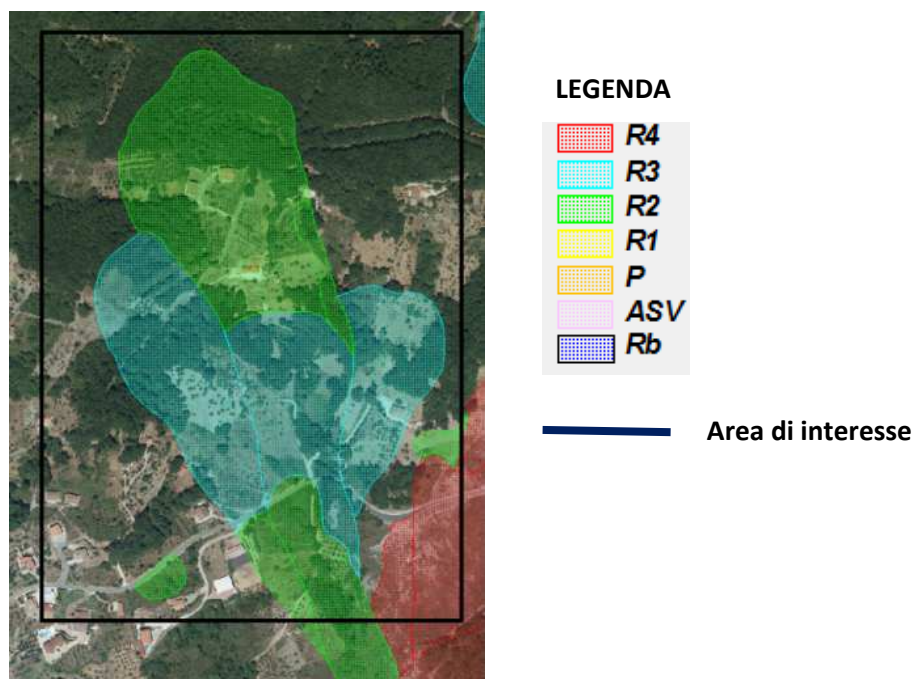 LEGENDA
R4
R3
R2
R1
P
ASV
Rb
Area di interesse